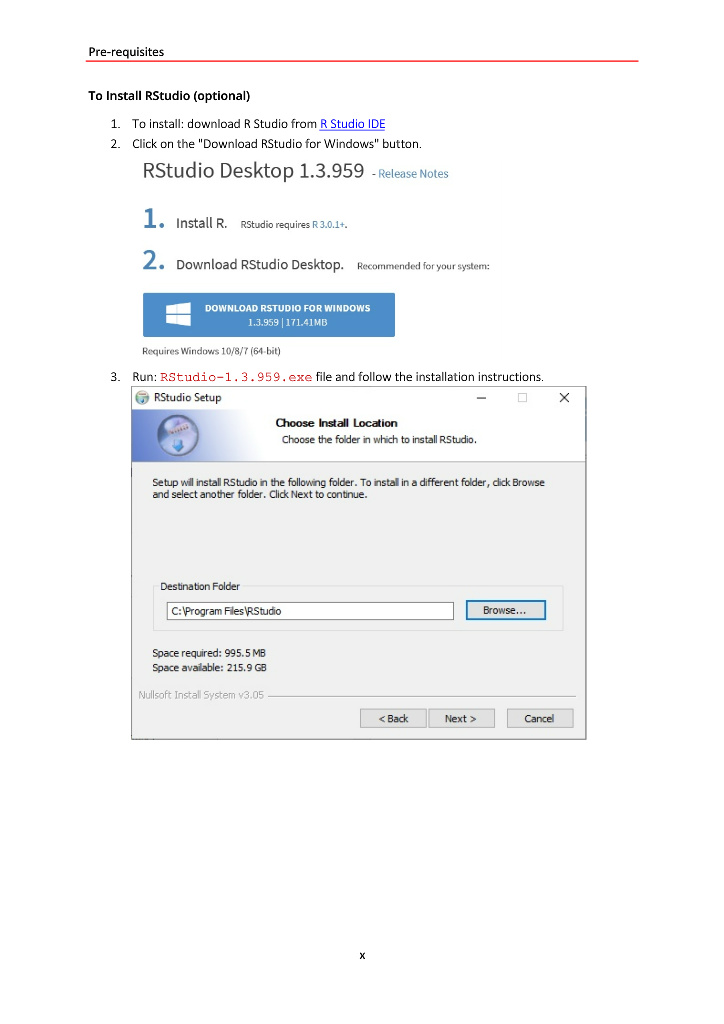 Pre-requisites
To Install RStudio (optional)
1. To install: download R Studio from R Studio IDE
2. Click on the "Download RStudio for Windows" button.
RStudio Desktop 1.3.959 - Release Notes
1. Install R. RStudio requires R 3.0.1+.
2. Download RStudio Desktop. Recommended for your system:
DOWNLOAD RSTUDIO FOR WINDOWS
1.3.959 | 171.41MB
Requires Windows 10/8/7 (64-bit)
3. Run: RStudio-1.3.959.exe file and follow the installation instructions.
RStudio Setup
Choose Install Location
Choose the folder in which to install RStudio.
Setup will install RStudio in the following folder. To install in a different folder, click Browse
and select another folder. Click Next to continue.
Destination Folder
C:\Program Files\RStudio
Browse...
Space required: 995.5 MB
Space available: 215.9 GB
Nullsoft Install System v3.05
< Back Next > Cancel
x